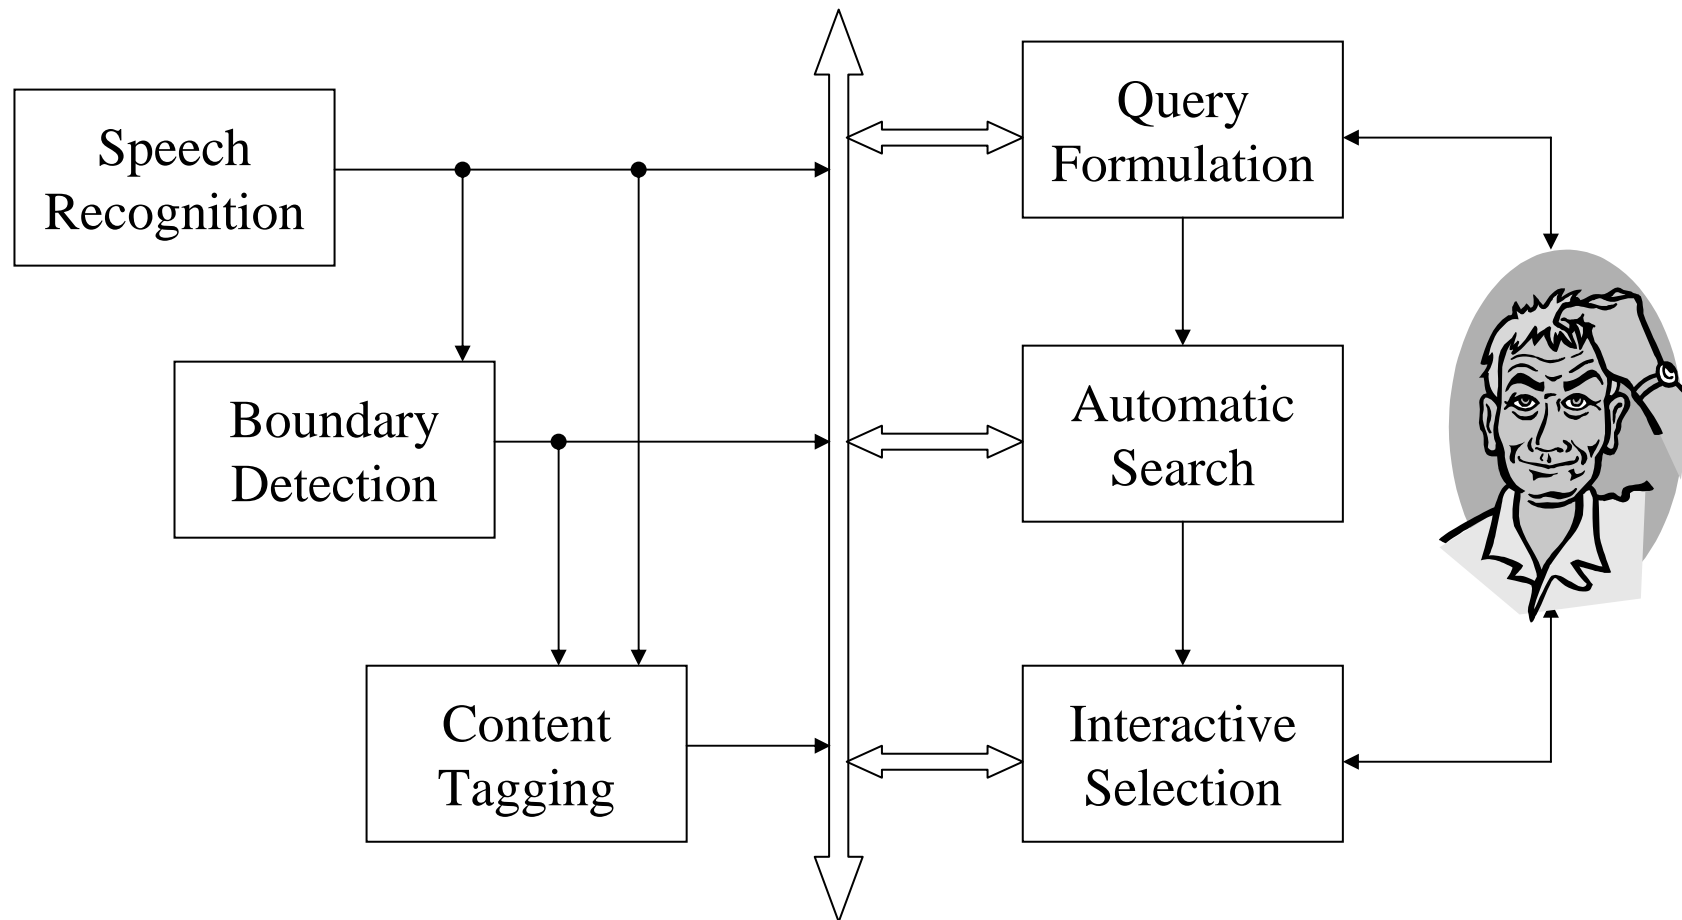 Speech
Recognition
Boundary
Detection
Content
Tagging
Query
Formulation
Automatic
Search
Interactive
Selection